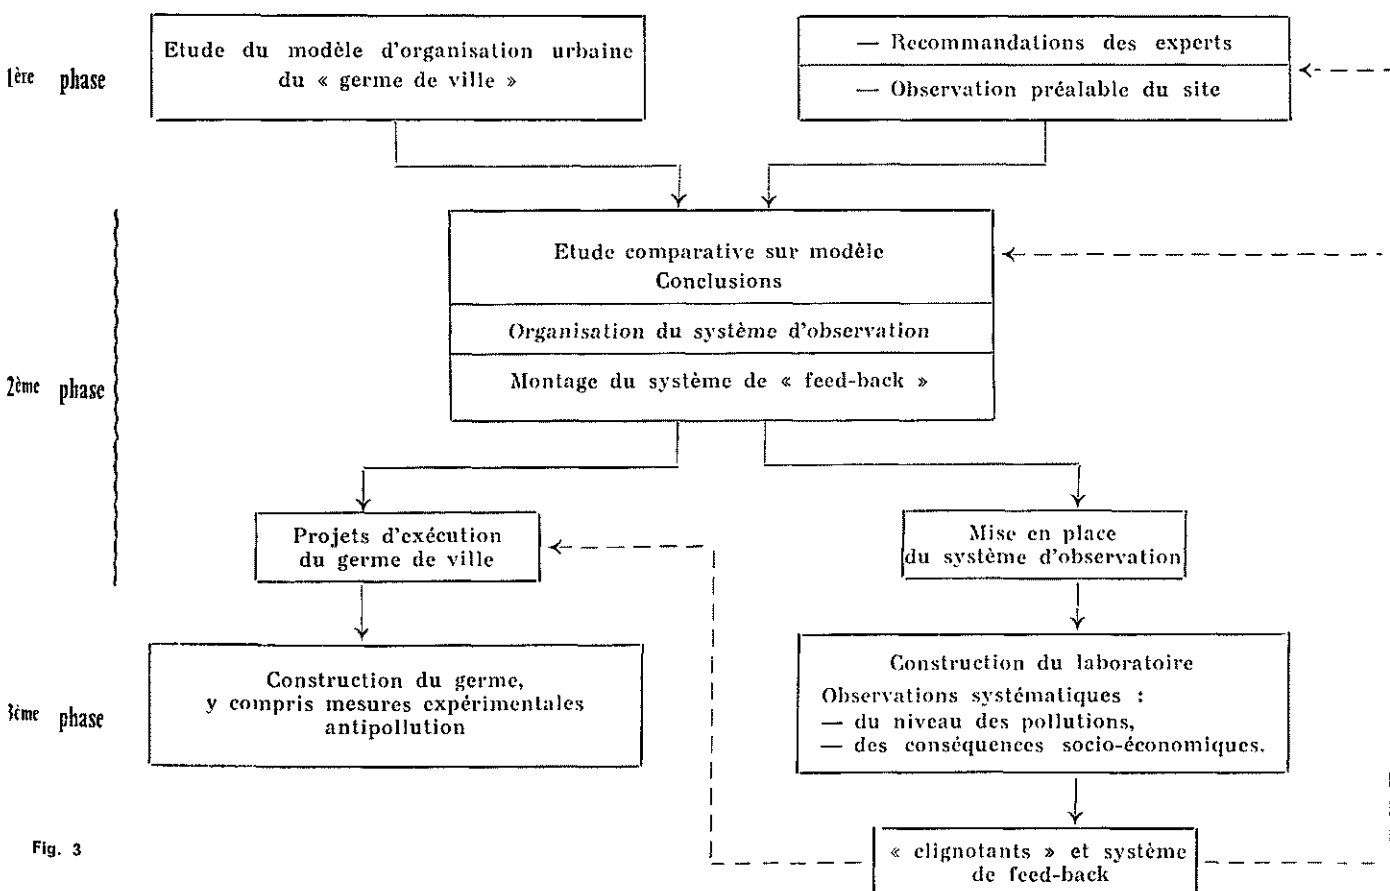 1ère phase
Etude du modèle d'organisation urbaine
du « germe de ville »
— Recommandations des experts
— Observation préalable du site
2ème phase
Etude comparative sur modèle
Conclusions
Organisation du système d'observation
Montage du système de « feed-back »
Projets d'exécution
du germe de ville
Mise en place
du système d'observation
3ème phase
Construction du germe,
y compris mesures expérimentales
antipollution
Construction du laboratoire
Observations systématiques :
— du niveau des pollutions,
— des conséquences socio-économiques.
« clignotants » et système
de feed-back
Fig. 3